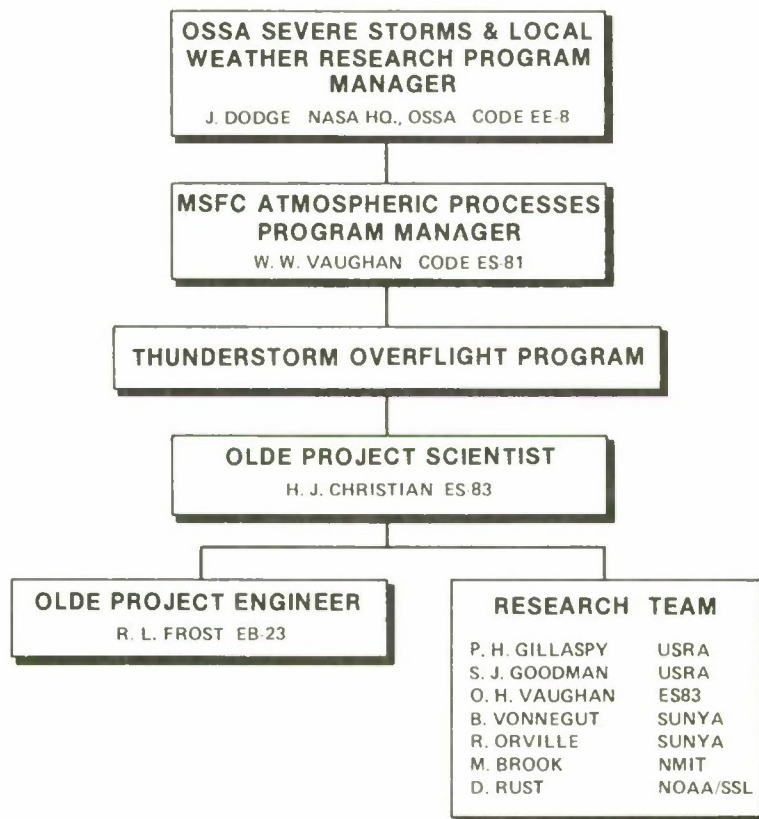 OSSA SEVERE STORMS & LOCAL
WEATHER RESEARCH PROGRAM
MANAGER
J. DODGE NASA HQ., OSSA CODE EE-8
MSFC ATMOSPHERIC PROCESSES
PROGRAM MANAGER
W. W. VAUGHAN CODE ES-81
THUNDERSTORM OVERFLIGHT PROGRAM
OLDE PROJECT SCIENTIST
H. J. CHRISTIAN ES-83
OLDE PROJECT ENGINEER
R. L. FROST EB-23
RESEARCH TEAM
P. H. GILLASPY USRA
S. J. GOODMAN USRA
O. H. VAUGHAN ES83
B. VONNEGUT SUNYA
R. ORVILLE SUNYA
M. BROOK NMIT
D. RUST NOAA/SSL